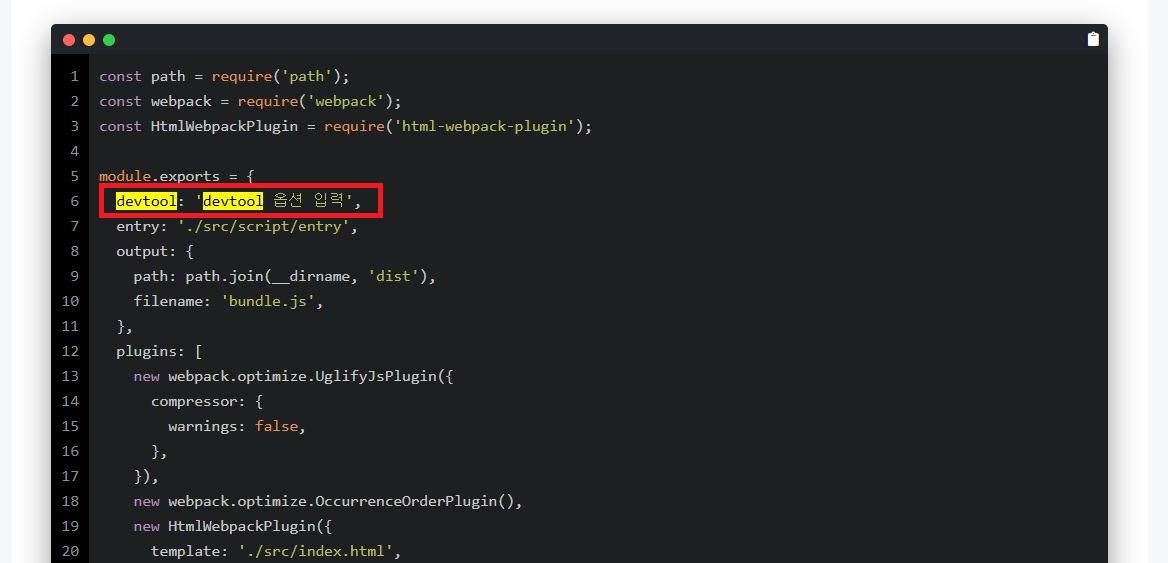 1 const path = require('path');
2 const webpack = require('webpack');
3 const HtmlWebpackPlugin = require('html-webpack-plugin');
4
5 module.exports = {
6 devtool: 'devtool 옵션 입력',
7 entry: './src/script/entry',
8 output: {
9 path: path.join(__dirname, 'dist'),
10 filename: 'bundle.js',
11 },
12 plugins: [
13 new webpack.optimize.UglifyJsPlugin({
14 compressor: {
15 warnings: false,
16 },
17 }),
18 new webpack.optimize.OccurrenceOrderPlugin(),
19 new HtmlWebpackPlugin({
20 template: './src/index.html',